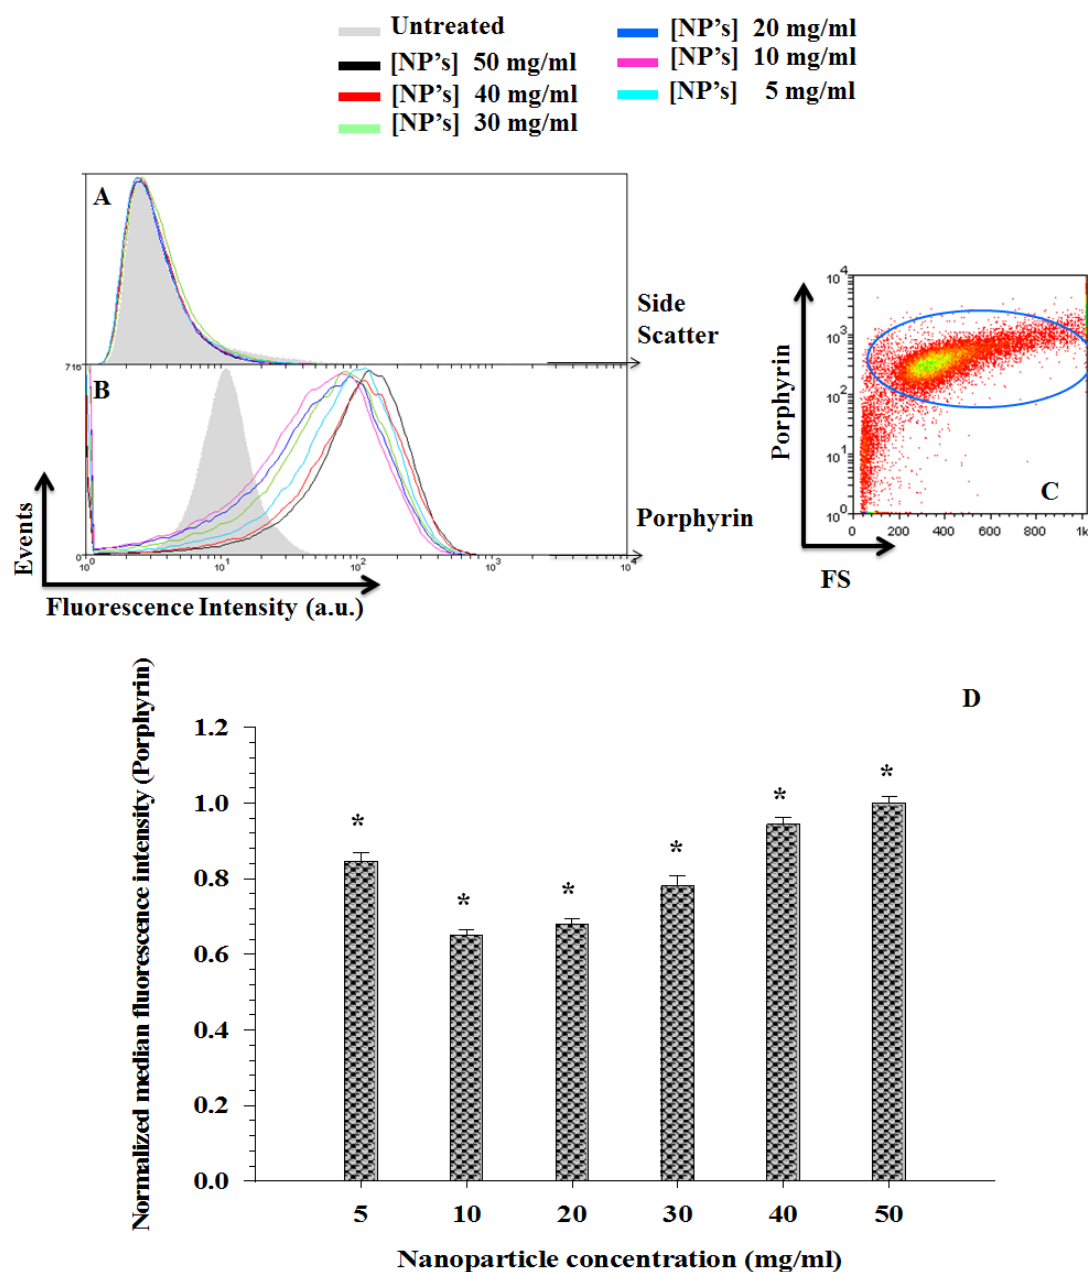 Untreated
[NP's] 50 mg/ml
[NP's] 40 mg/ml
[NP's] 30 mg/ml
[NP's] 20 mg/ml
[NP's] 10 mg/ml
[NP's] 5 mg/ml
A
Side
Scatter
710
B
Porphyrin
0
10^0 10^1 10^2 10^3 10^4
Events
Fluorescence Intensity (a.u.)
10^4
10^3
10^2
10^1
10^0
0 200 400 600 800 1k
Porphyrin
C
FS
D
Normalized median fluorescence intensity (Porphyrin)
1.2
1.0
0.8
0.6
0.4
0.2
0.0
* * * * * *
5 10 20 30 40 50
Nanoparticle concentration (mg/ml)